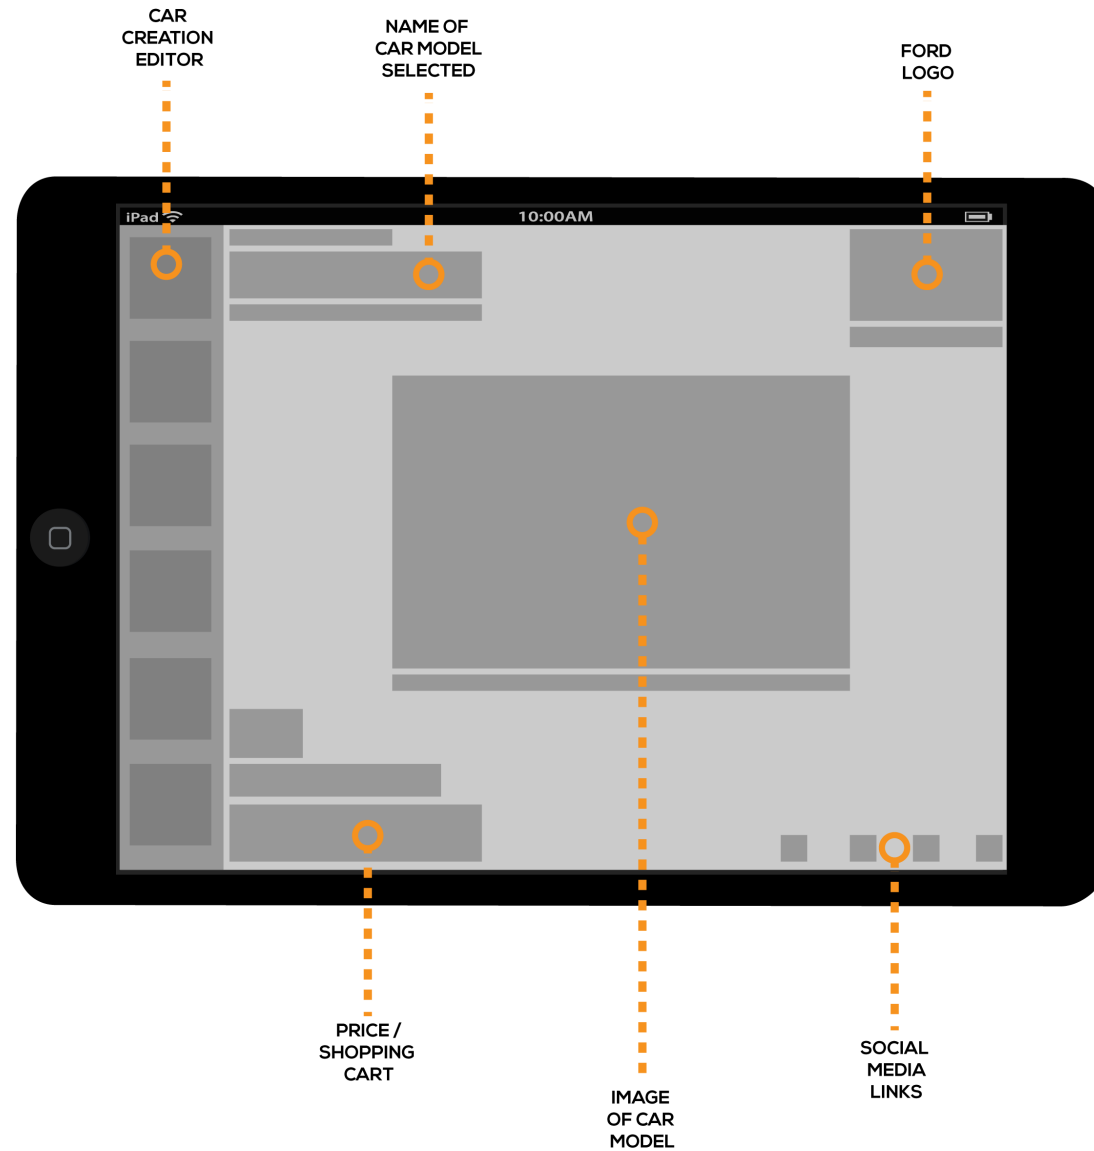 CAR
CREATION
EDITOR
NAME OF
CAR MODEL
SELECTED
FORD
LOGO
iPad
10:00AM
PRICE /
SHOPPING
CART
IMAGE
OF CAR
MODEL
SOCIAL
MEDIA
LINKS